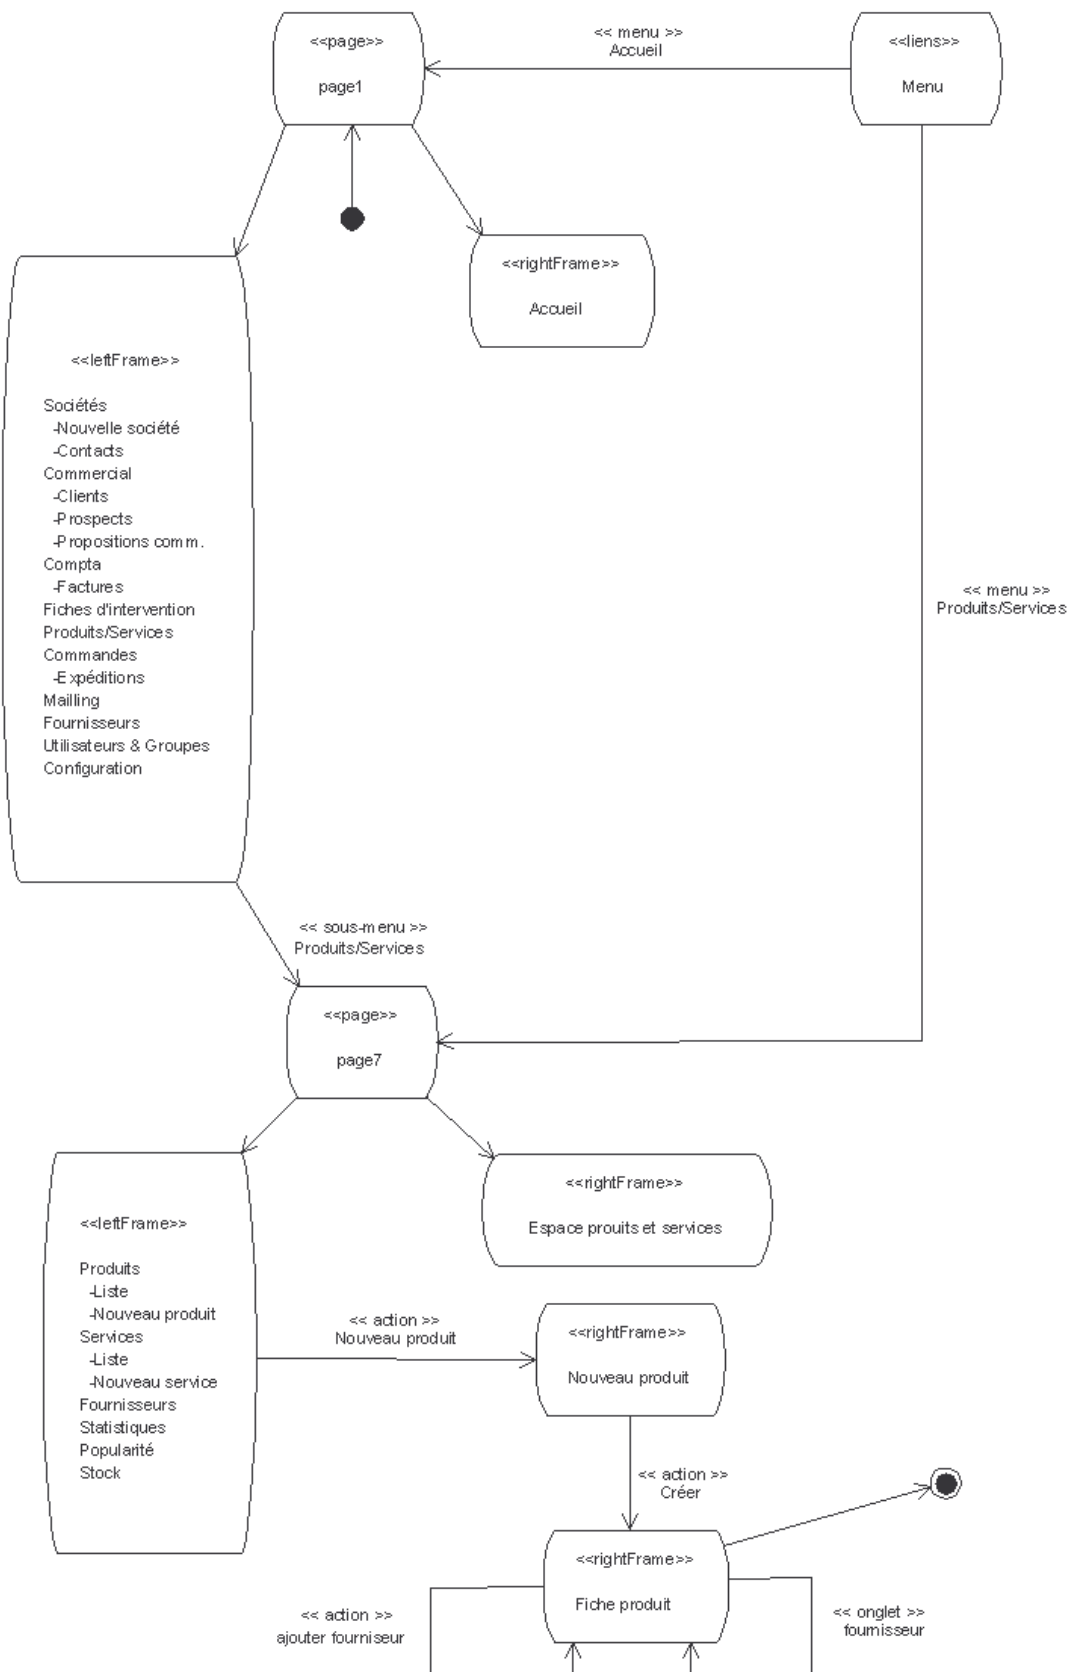 <<page>>
page1
<< menu >>
Accueil
<<liens>>
Menu
<<rightFrame>>
Accueil
<<leftFrame>>
Sociétés
-Nouvelle société
-Contacts
Commercial
-Clients
-Prospects
-Propositions comm.
Compta
-Factures
Fiches d'intervention
Produits/Services
Commandes
-Expéditions
Mailling
Fournisseurs
Utilisateurs & Groupes
Configuration
<< menu >>
Produits/Services
<< sous-menu >>
Produits/Services
<<page>>
page7
<<rightFrame>>
Espace prouits et services
<<leftFrame>>
Produits
-Liste
-Nouveau produit
Services
-Liste
-Nouveau service
Fournisseurs
Statistiques
Popularité
Stock
<< action >>
Nouveau produit
<<rightFrame>>
Nouveau produit
<< action >>
Créer
<<rightFrame>>
Fiche produit
<< action >>
ajouter fourniseur
<< onglet >>
fournisseur